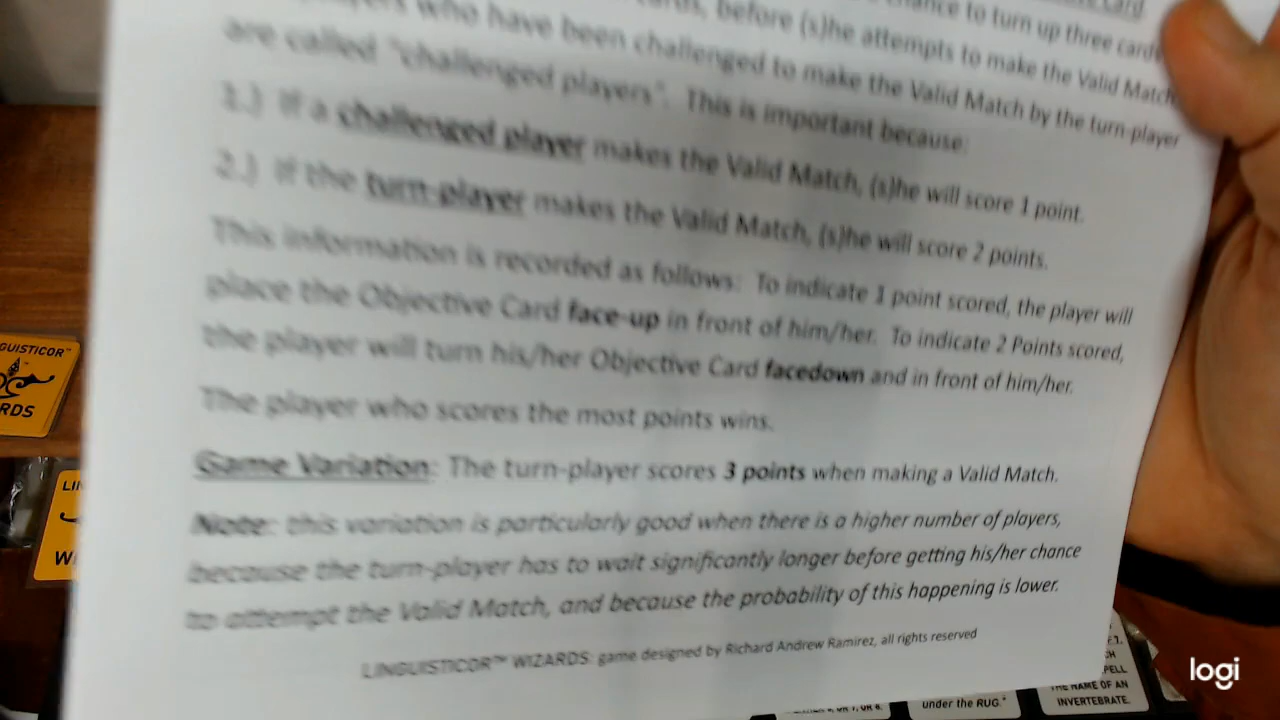 Card
chance to turn up three cards
cards, before (s)he attempts to make the Valid Match
players who have been challenged to make the Valid Match by the turn-player
are called "challenged players". This is important because:
1.) If a challenged player makes the Valid Match, (s)he will score 1 point.
2.) If the turn-player makes the Valid Match, (s)he will score 2 points.
This information is recorded as follows: To indicate 1 point scored, the player will
place the Objective Card face-up in front of him/her. To indicate 2 Points scored,
the player will turn his/her Objective Card facedown and in front of him/her.
The player who scores the most points wins.
Game Variation: The turn-player scores 3 points when making a Valid Match.
Note: this variation is particularly good when there is a higher number of players,
because the turn-player has to wait significantly longer before getting his/her chance
to attempt the Valid Match, and because the probability of this happening is lower.
LINGUISTICOR™ WIZARDS: game designed by Richard Andrew Ramirez, all rights reserved
GUISTICOR™
RDS
LIN
W
under the RUG."
PELL
THE NAME OF AN
INVERTEBRATE.
logi